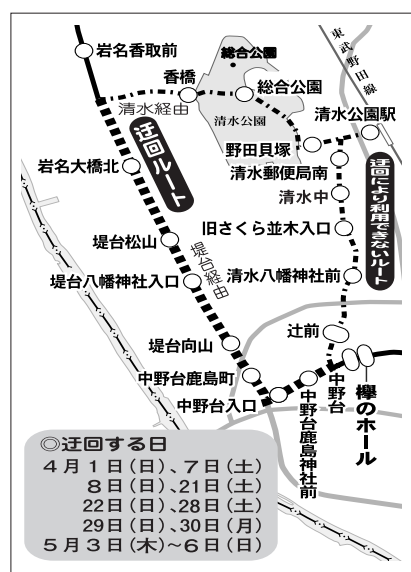 岩名香取前
総合公園
東武野田線
香橋
総合公園
清水経由
清水公園
清水公園駅
野田貝塚
迂回ルート
岩名大橋北
清水郵便局南
清水中
迂回により利用できないルート
旧さくら並木入口
堤台松山
堤台経由
堤台八幡神社入口
清水八幡神社前
辻前
堤台向山
中野台鹿島町
中野台
欅のホール
中野台入口
中野台鹿島神社前
◎迂回する日
4月1日(日)、7日(土)
8日(日)、21日(土)
22日(日)、28日(土)
29日(日)、30日(月)
5月3日(木)~6日(日)